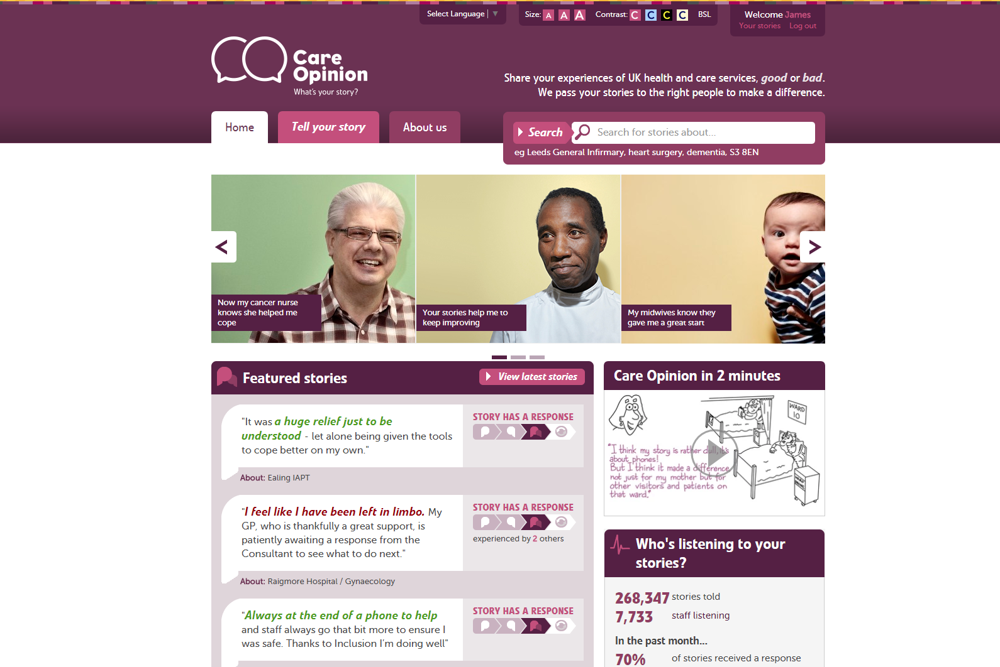 Select Language ▼
Size: A A A Contrast: C C C C BSL
Welcome James
Your stories Log out
Care
Opinion
What's your story?
Share your experiences of UK health and care services, good or bad.
We pass your stories to the right people to make a difference.
Home
Tell your story
About us
Search
Search for stories about...
eg Leeds General Infirmary, heart surgery, dementia, S3 8EN
<
>
Now my cancer nurse
knows she helped me
cope
Your stories help me to
keep improving
My midwives know they
gave me a great start
Featured stories
View latest stories
"It was a huge relief just to be
understood - let alone being given the tools
to cope better on my own."
STORY HAS A RESPONSE
About: Ealing IAPT
"I feel like I have been left in limbo. My
GP, who is thankfully a great support, is
patiently awaiting a response from the
Consultant to see what to do next."
STORY HAS A RESPONSE
experienced by 2 others
About: Raigmore Hospital / Gynaecology
"Always at the end of a phone to help
and staff always go that bit more to ensure I
was safe. Thanks to Inclusion I'm doing well"
STORY HAS A RESPONSE
Care Opinion in 2 minutes
WARD
10
"I think my story is rather dull, it's
about phones!
But I think it made a difference
not just for my mother but for
other visitors and patients on
that ward."
Who's listening to your
stories?
268,347 stories told
7,733 staff listening
In the past month...
70% of stories received a response